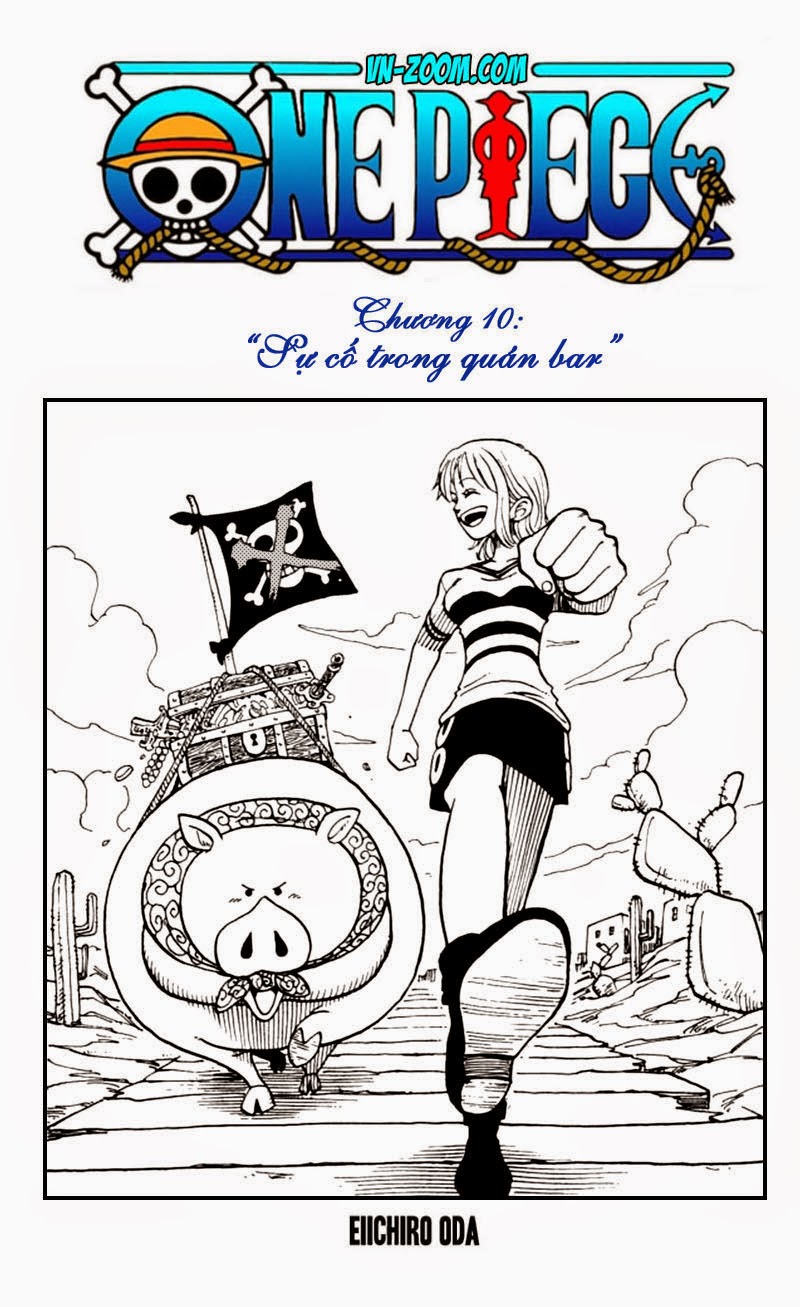 VN-ZOOM.COM
ONE PIECE
Chương 10:
“Sự cố trong quán bar”
EIICHIRO ODA